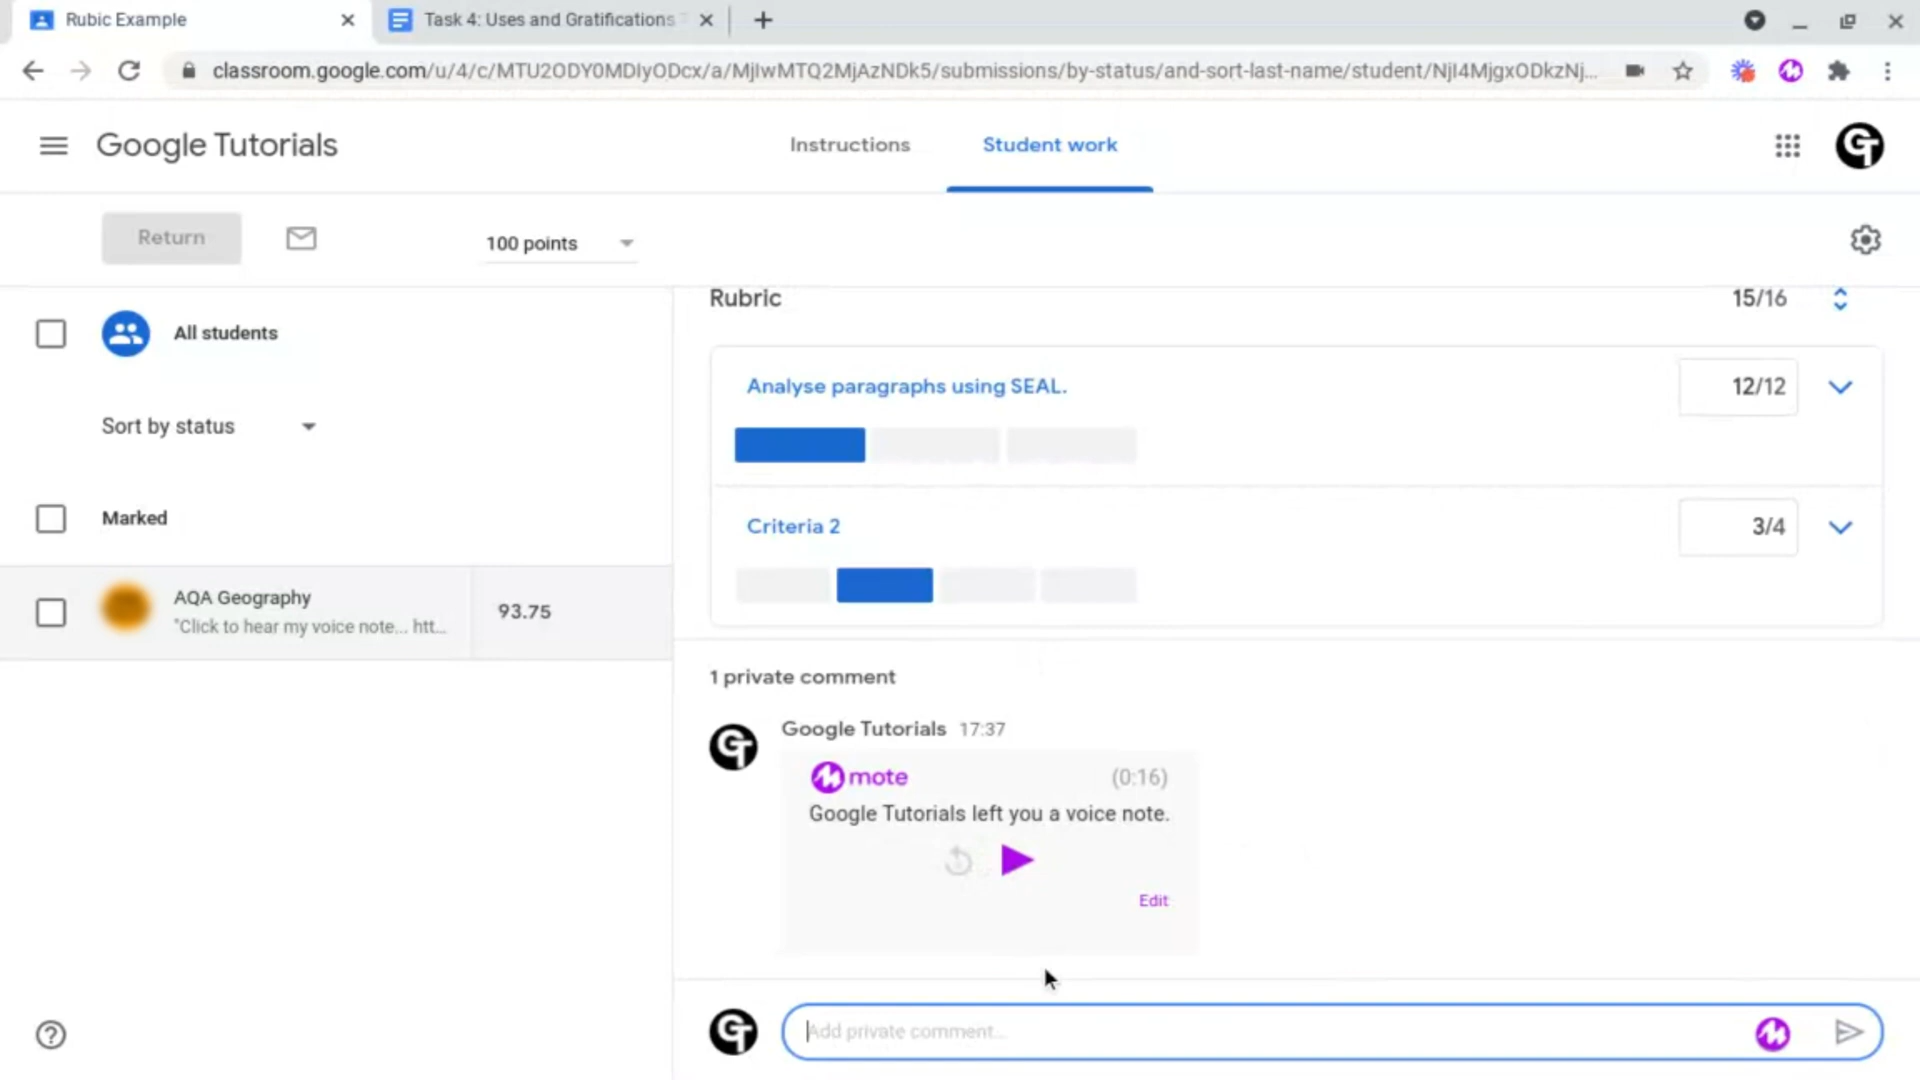 Rubic Example
Task 4: Uses and Gratifications
classroom.google.com/u/4/c/MTU2ODY0MDIyODcx/a/MjIwMTQ2MjAzNDk5/submissions/by-status/and-sort-last-name/student/NjI4MjgxODkzNj...
Google Tutorials
Instructions
Student work
Return
100 points
All students
Sort by status
Marked
AQA Geography
"Click to hear my voice note... htt...
93.75
Rubric
15/16
Analyse paragraphs using SEAL.
12/12
Criteria 2
3/4
1 private comment
Google Tutorials 17:37
mote
(0:16)
Google Tutorials left you a voice note.
Edit
Add private comment...